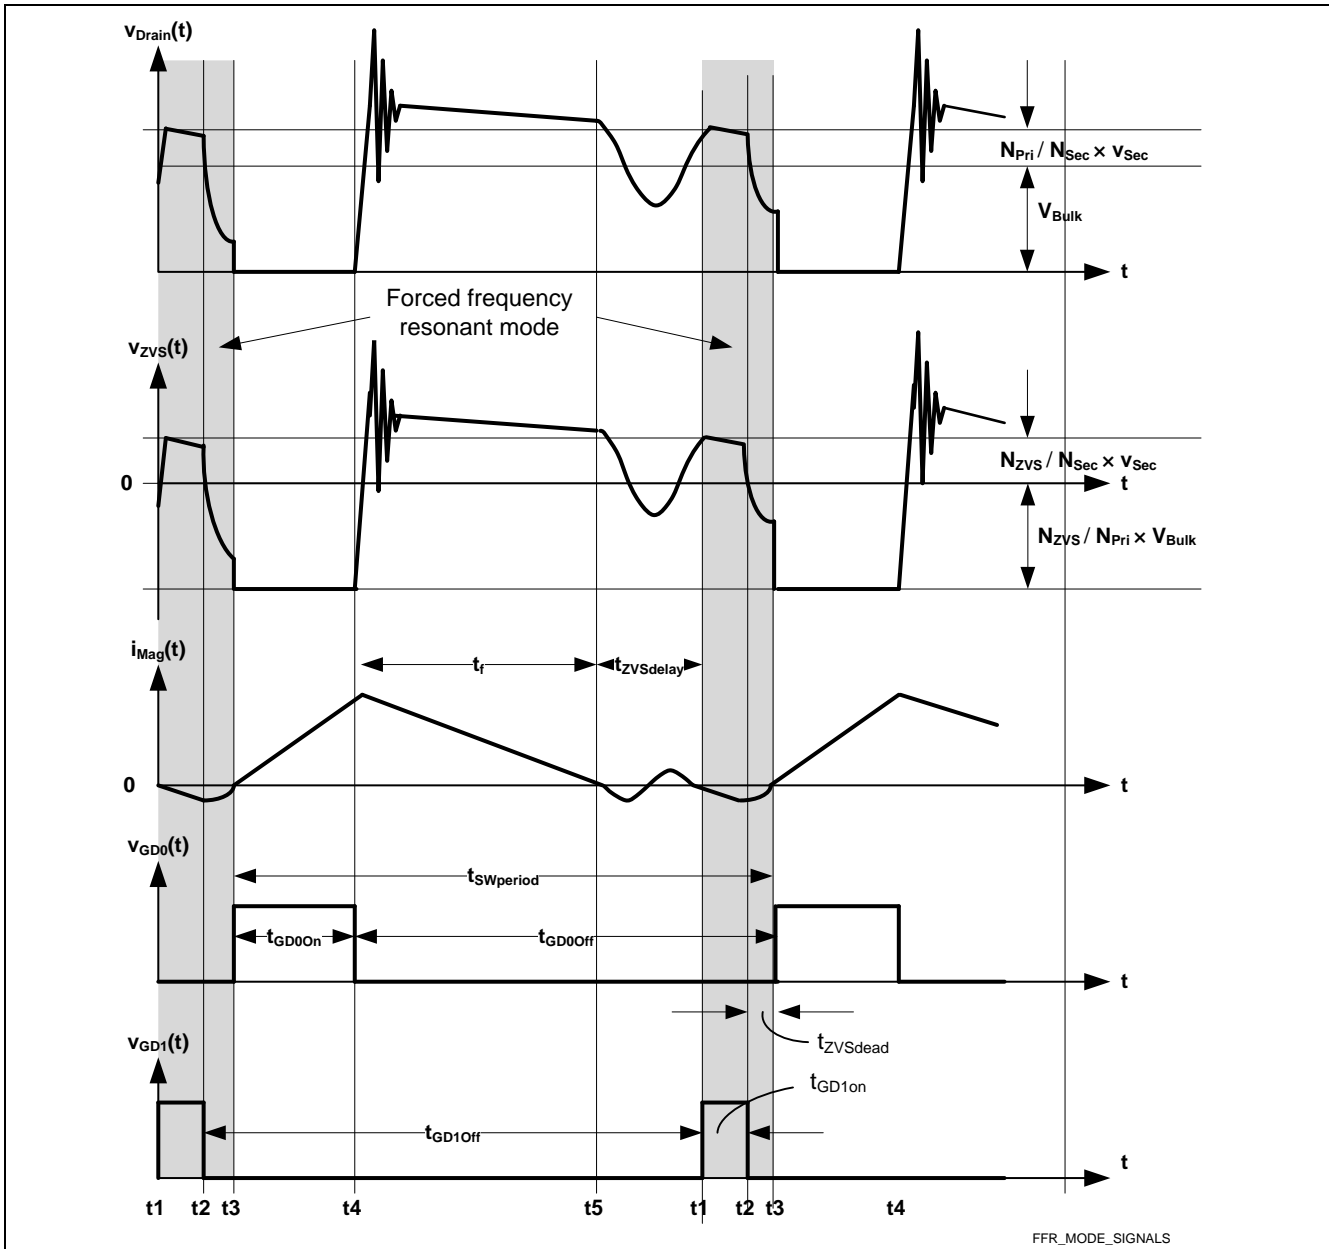 vDrain(t)
NPri / NSec × vSec
VBulk
t
Forced frequency
resonant mode
vZVS(t)
NZVS / NSec × vSec
0
t
NZVS / NPri × VBulk
iMag(t)
tf
tZVSdelay
0
t
vGD0(t)
tSWperiod
tGD0On
tGD0Off
t
vGD1(t)
tZVSdead
tGD1on
tGD1Off
t
t1 t2 t3 t4 t5 t1 t2 t3 t4
FFR_MODE_SIGNALS